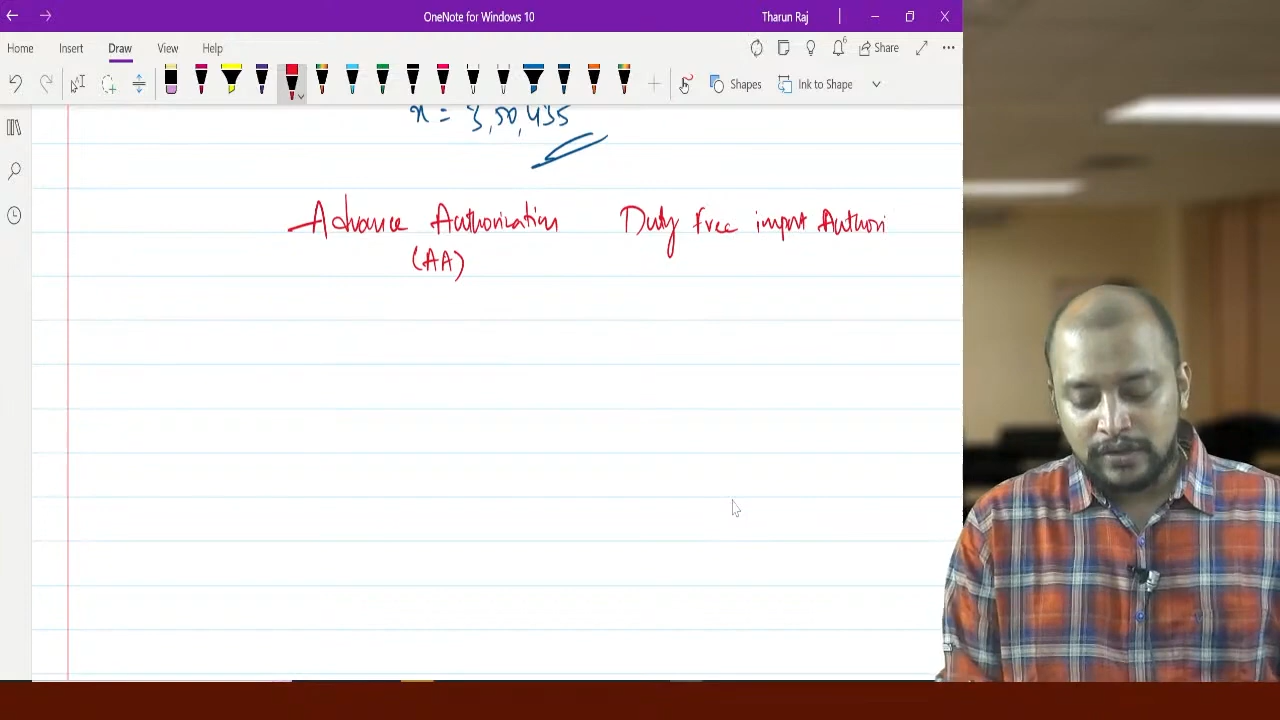 OneNote for Windows 10
Tharun Raj
Home Insert Draw View Help
6
Share
Shapes
Ink to Shape
x = 3,50,435
Advance Authorization Duty free import Authori
(AA)